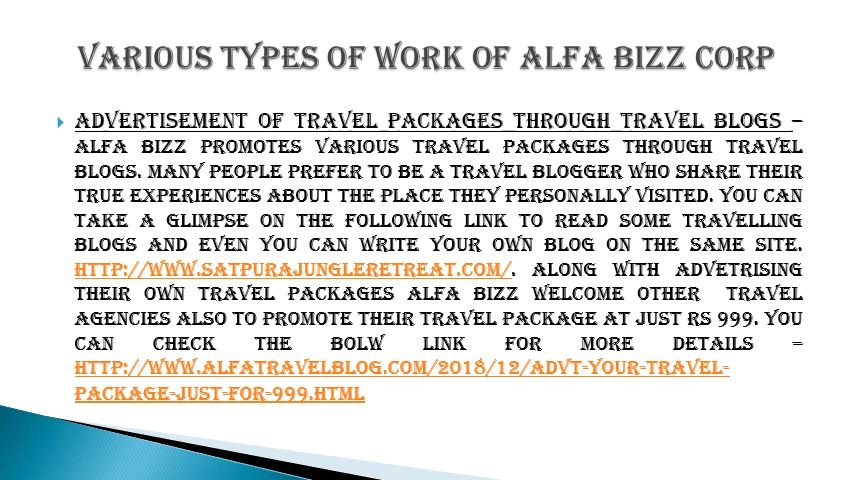 VARIOUS TYPES OF WORK OF ALFA BIZZ CORP
ADVERTISEMENT OF TRAVEL PACKAGES THROUGH TRAVEL BLOGS –
ALFA BIZZ PROMOTES VARIOUS TRAVEL PACKAGES THROUGH TRAVEL
BLOGS. MANY PEOPLE PREFER TO BE A TRAVEL BLOGGER WHO SHARE THEIR
TRUE EXPERIENCES ABOUT THE PLACE THEY PERSONALLY VISITED. YOU CAN
TAKE A GLIMPSE ON THE FOLLOWING LINK TO READ SOME TRAVELLING
BLOGS AND EVEN YOU CAN WRITE YOUR OWN BLOG ON THE SAME SITE.
HTTP://WWW.SATPURAJUNGLERETREAT.COM/. ALONG WITH ADVETRISING
THEIR OWN TRAVEL PACKAGES ALFA BIZZ WELCOME OTHER TRAVEL
AGENCIES ALSO TO PROMOTE THEIR TRAVEL PACKAGE AT JUST RS 999. YOU
CAN CHECK THE BOLW LINK FOR MORE DETAILS –
HTTP://WWW.ALFATRAVELBLOG.COM/2018/12/ADVT-YOUR-TRAVEL-
PACKAGE-JUST-FOR-999.HTML